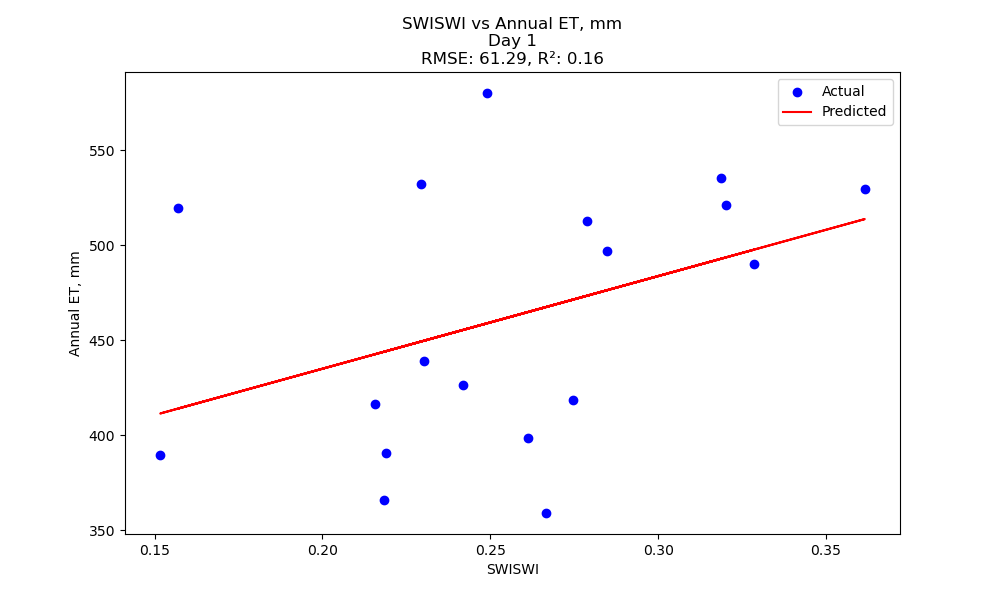 SWISWI vs Annual ET, mm
Day 1
RMSE: 61.29, R²: 0.16
Actual
Predicted
Annual ET, mm
550
500
450
400
350
0.15 0.20 0.25 0.30 0.35
SWISWI